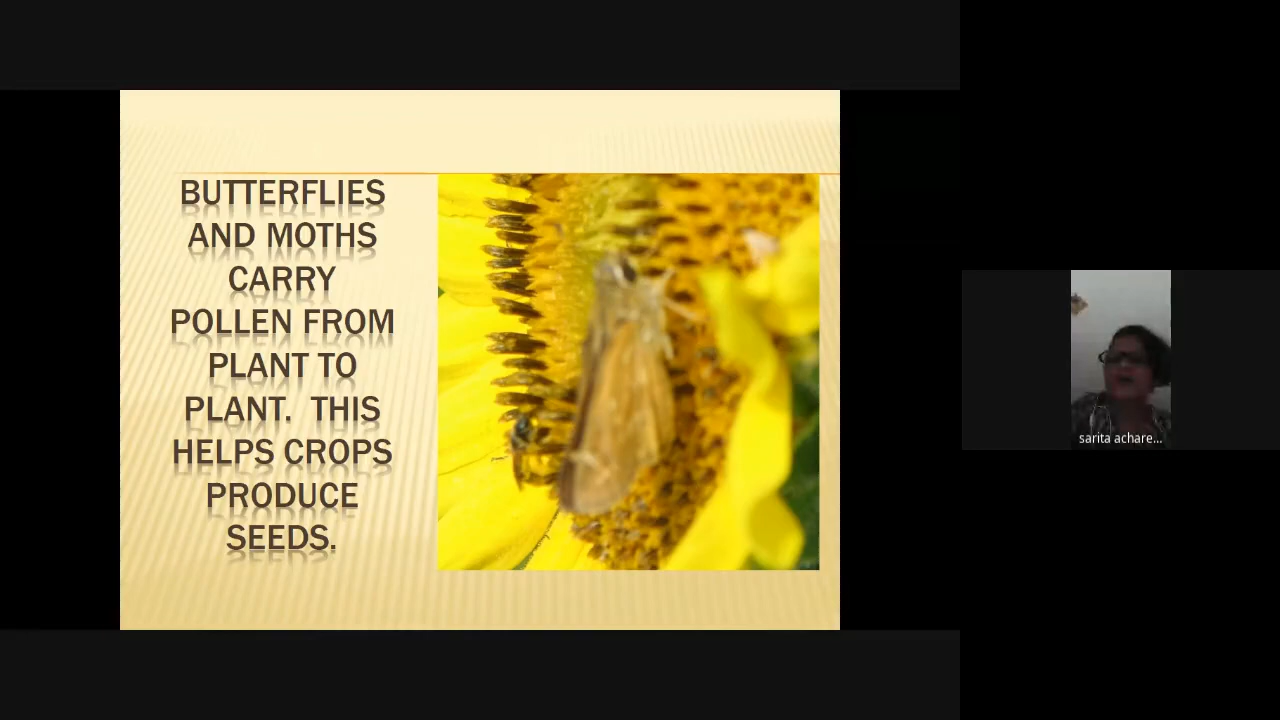 BUTTERFLIES
AND MOTHS
CARRY
POLLEN FROM
PLANT TO
PLANT. THIS
HELPS CROPS
PRODUCE
SEEDS.
sarita achare...